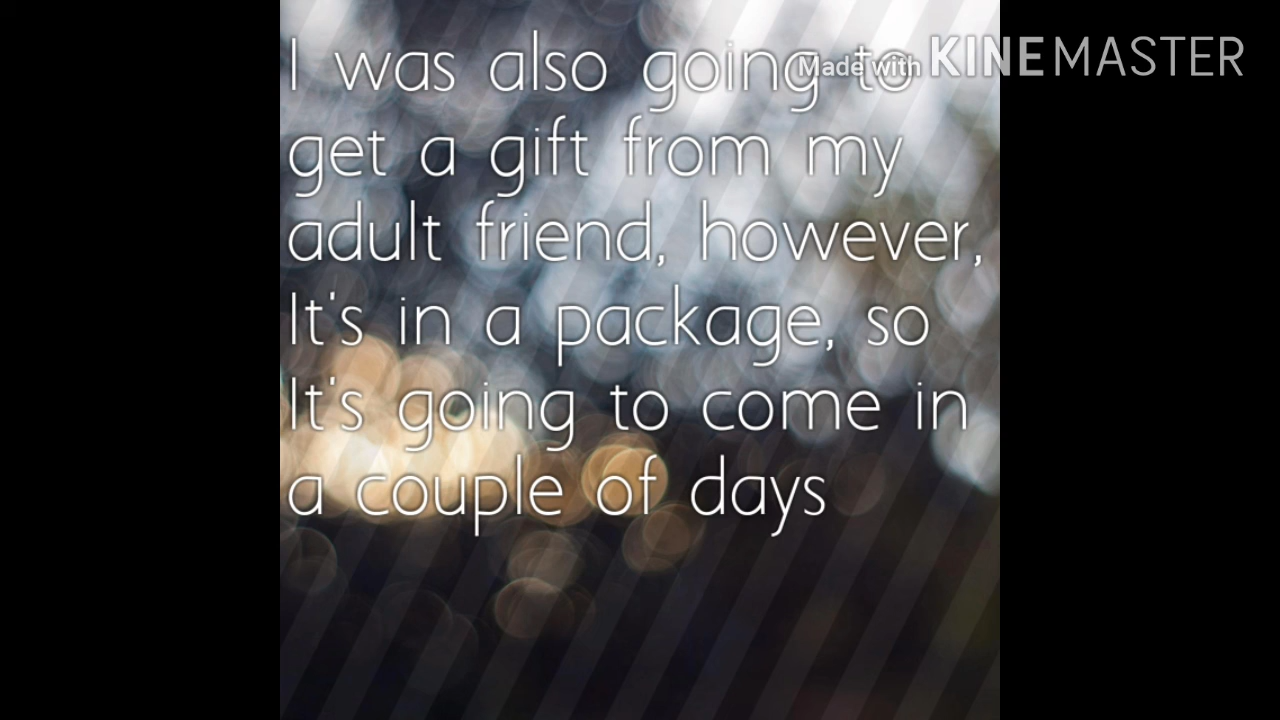 I was also going to
Made with KINEMASTER
get a gift from my
adult friend, however,
It's in a package, so
It's going to come in
a couple of days